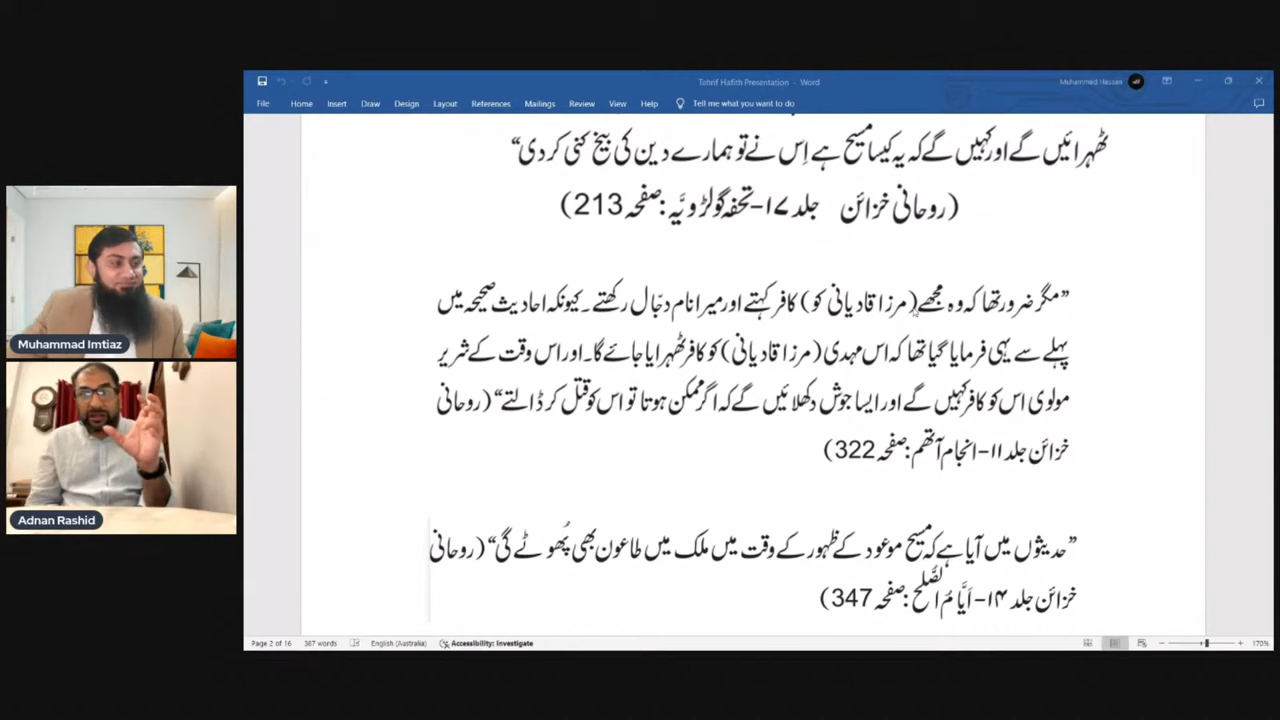 Tehrif Hafith Presentation - Word
Muhammed Hassan
File Home Insert Draw Design Layout References Mailings Review View Help Tell me what you want to do
ٹھہرائیں گے اور کہیں گے کہ یہ کیسا مسیح ہے اِس نے تو ہمارے دین کی بیخ کنی کر دی“
(روحانی خزائن جلد ۱۷-تحفہ گولڑویَّہ :صفحہ 213)
”مگر ضرور تھا کہ وہ مجھے(مرزا قادیانی کو) کافر کہتے اور میرا نام دجّال رکھتے۔ کیونکہ احادیث صحیحہ میں
پہلے سے یہی فرمایا گیا تھا کہ اس مہدی (مرزا قادیانی) کو کافر ٹھہرایا جائے گا۔ اور اس وقت کے شریر
مولوی اس کو کافر کہیں گے اور ایسا جوش دکھلائیں گے کہ اگر ممکن ہوتا تو اس کو قتل کر ڈالتے“ (روحانی
خزائن جلد ۱۱-انجام آتھم :صفحہ 322)
”حدیثوں میں آیا ہے کہ مسیح موعود کے ظہور کے وقت میں ملک میں طاعون بھی پُھوٹے گی“ (روحانی
خزائن جلد ۱۴- اَیَّامُ الصُّلح :صفحہ 347)
Muhammad Imtiaz
Adnan Rashid
Page 2 of 16 387 words English (Australia) Accessibility: Investigate 170%